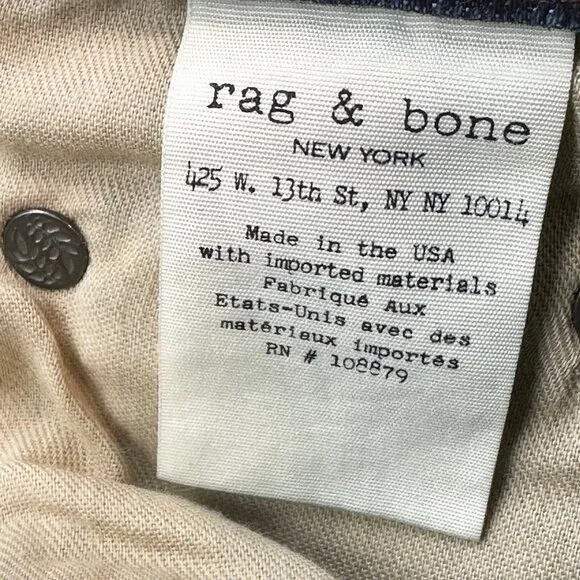 rag & bone
NEW YORK
425 W. 13th St, NY NY 10014
Made in the USA
with imported materials
Fabriqué Aux
Etats-Unis avec des
matériaux importés
RN # 108879